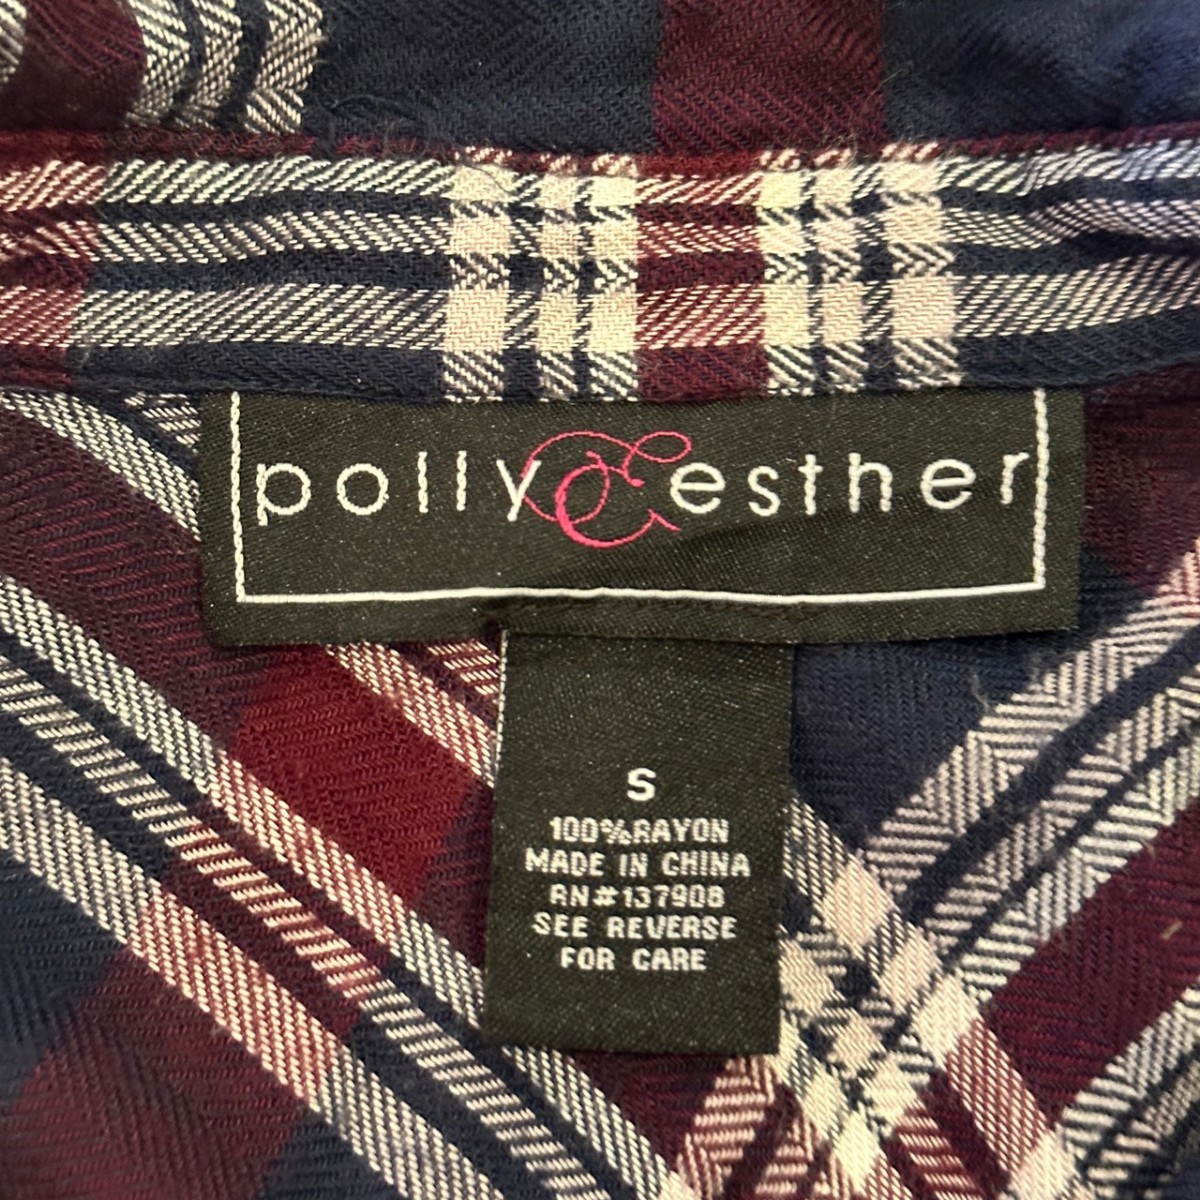 polly & esther
S
100%RAYON
MADE IN CHINA
RN#137908
SEE REVERSE
FOR CARE